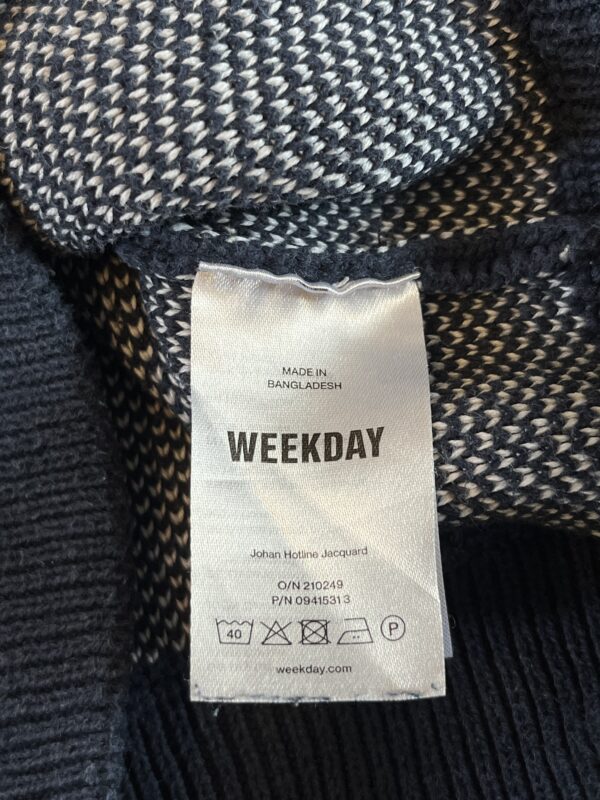 MADE IN
BANGLADESH
WEEKDAY
Johan Hotline Jacquard
O/N 210249
P/N 09415313
40 P
weekday.com